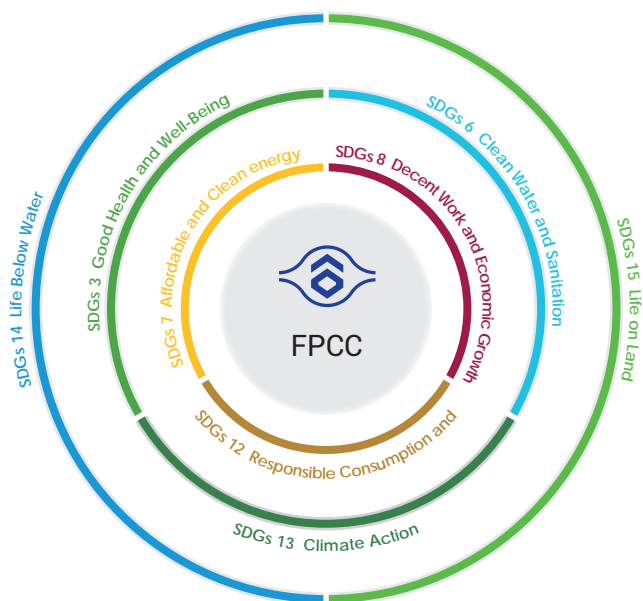 SDGs 14 Life Below Water
SDGs 15 Life on Land
SDGs 3 Good Health and Well-Being
SDGs 6 Clean Water and Sanilation
SDGs 13 Climate Action
SDGs 7 Affordable and Clean energy
SDGs 8 Decent Work and Economic Growth
SDGs 12 Responsible Consumption and
FPCC